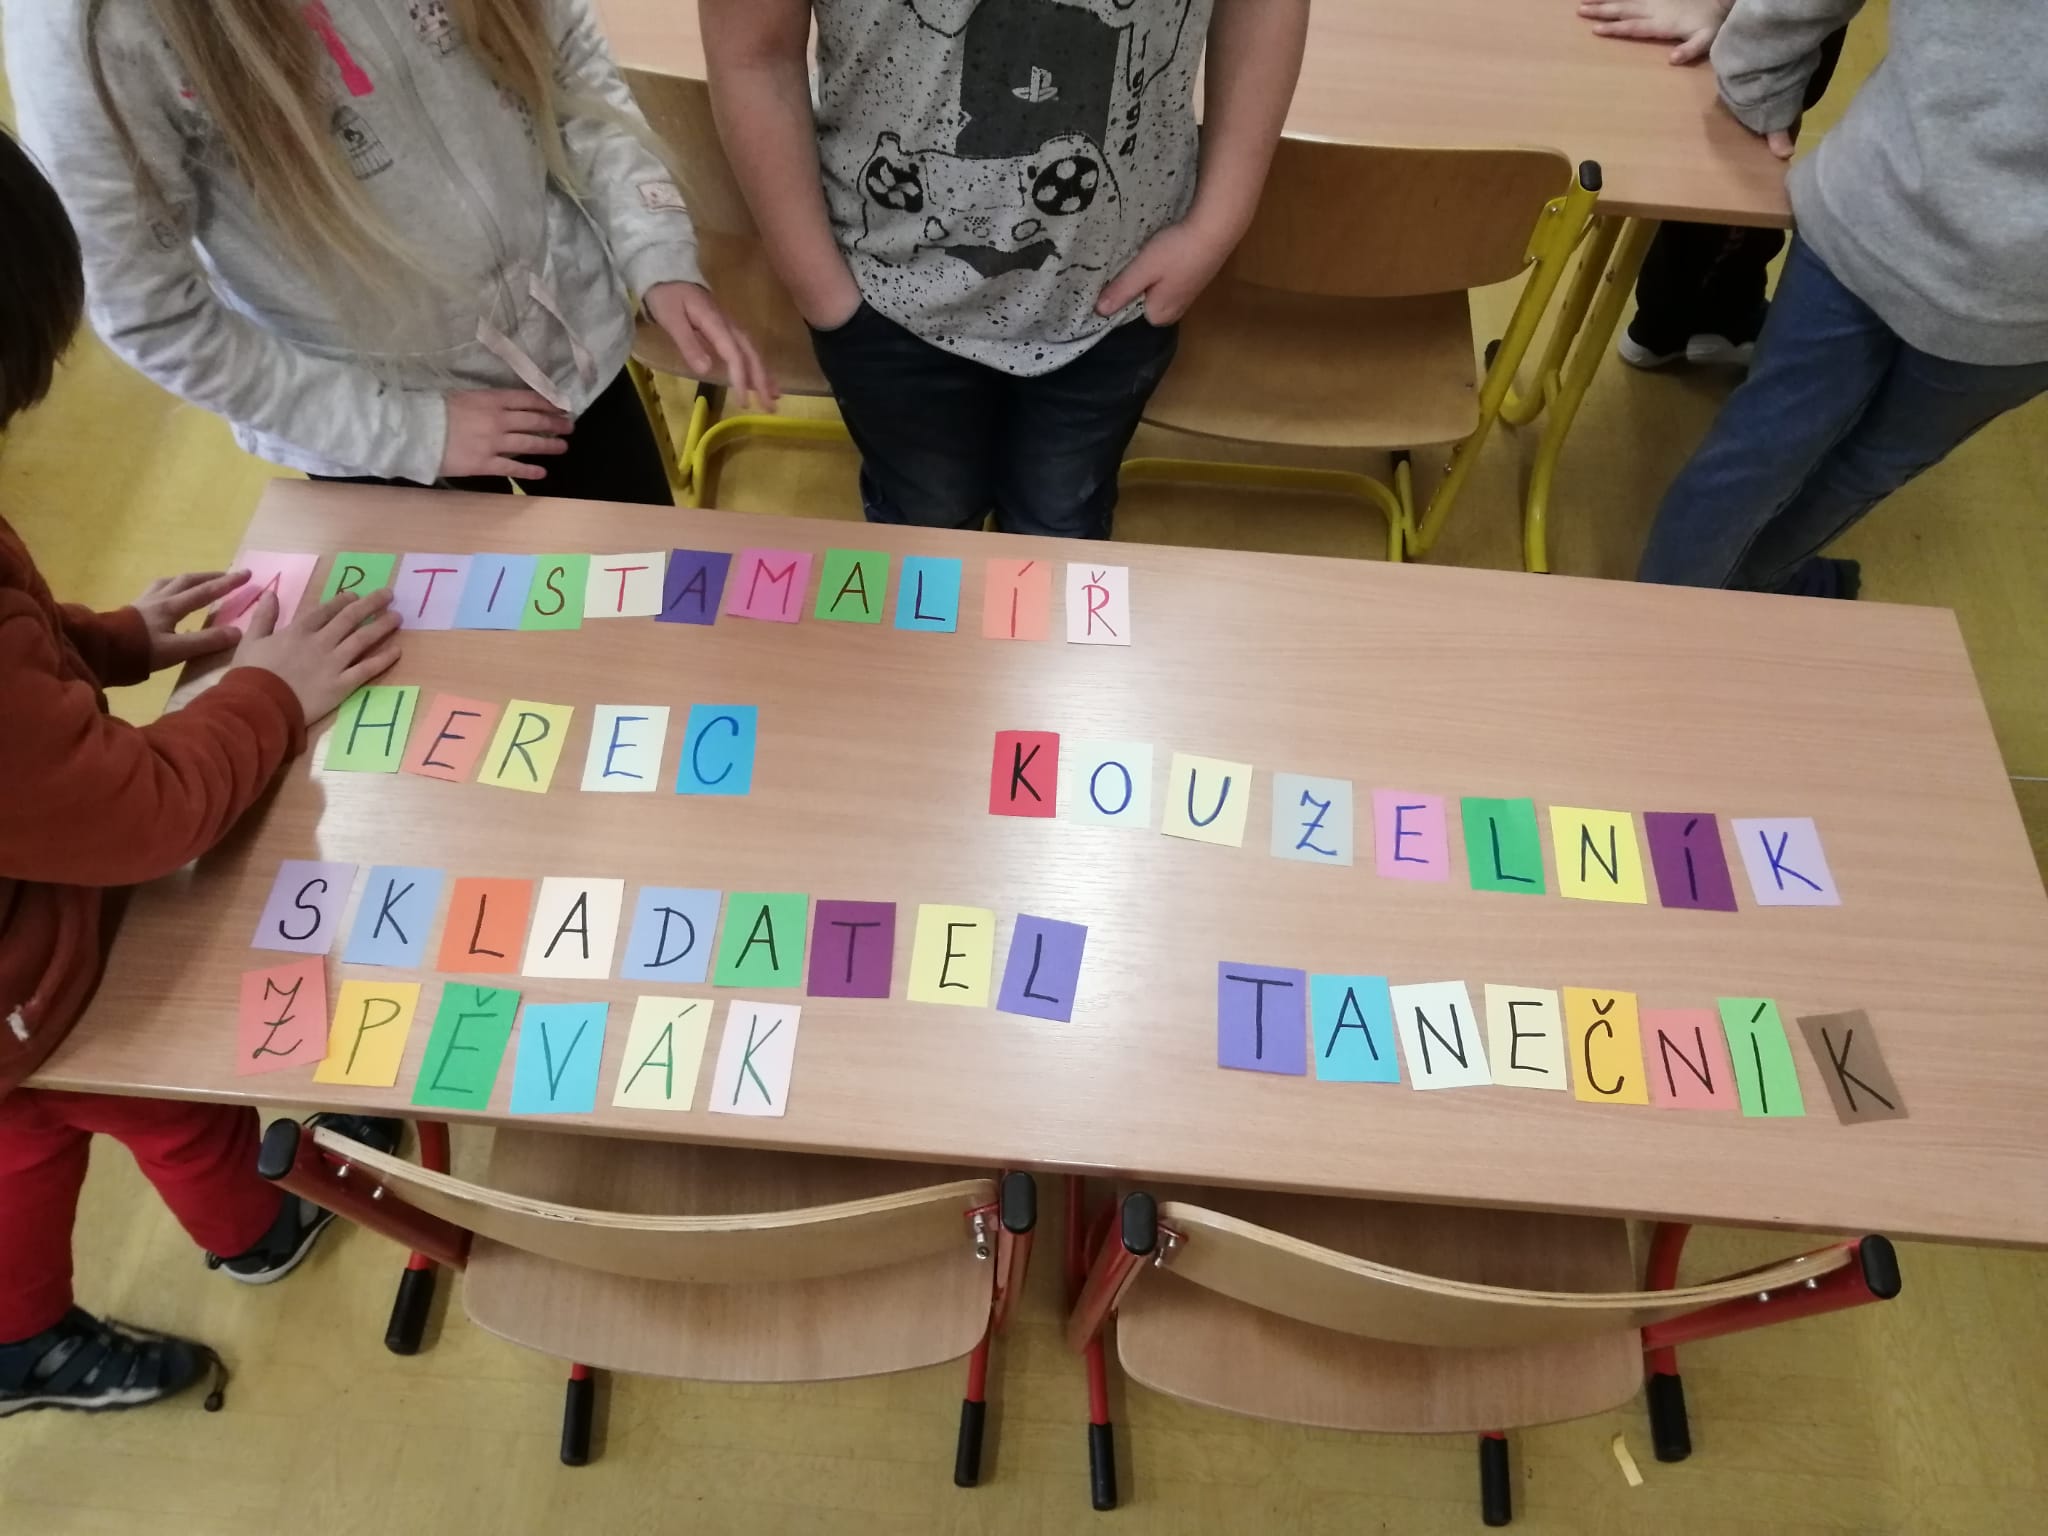 ARTISTAMALÍŘ
HEREC
KOUZELNÍK
SKLADATEL
ZPĚVÁK
TANEČNÍK